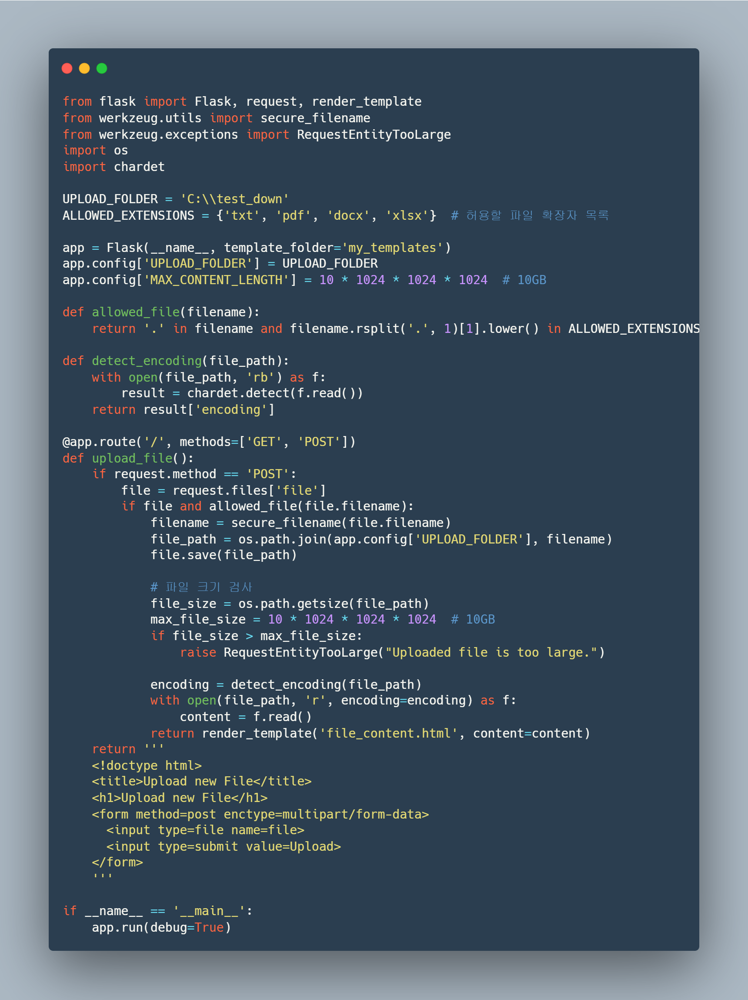 from flask import Flask, request, render_template
from werkzeug.utils import secure_filename
from werkzeug.exceptions import RequestEntityTooLarge
import os
import chardet

UPLOAD_FOLDER = 'C:\\test_down'
ALLOWED_EXTENSIONS = {'txt', 'pdf', 'docx', 'xlsx'}  # 허용할 파일 확장자 목록

app = Flask(__name__, template_folder='my_templates')
app.config['UPLOAD_FOLDER'] = UPLOAD_FOLDER
app.config['MAX_CONTENT_LENGTH'] = 10 * 1024 * 1024 * 1024  # 10GB

def allowed_file(filename):
    return '.' in filename and filename.rsplit('.', 1)[1].lower() in ALLOWED_EXTENSIONS

def detect_encoding(file_path):
    with open(file_path, 'rb') as f:
        result = chardet.detect(f.read())
    return result['encoding']

@app.route('/', methods=['GET', 'POST'])
def upload_file():
    if request.method == 'POST':
        file = request.files['file']
        if file and allowed_file(file.filename):
            filename = secure_filename(file.filename)
            file_path = os.path.join(app.config['UPLOAD_FOLDER'], filename)
            file.save(file_path)

            # 파일 크기 검사
            file_size = os.path.getsize(file_path)
            max_file_size = 10 * 1024 * 1024 * 1024  # 10GB
            if file_size > max_file_size:
                raise RequestEntityTooLarge("Uploaded file is too large.")

            encoding = detect_encoding(file_path)
            with open(file_path, 'r', encoding=encoding) as f:
                content = f.read()
            return render_template('file_content.html', content=content)
    return '''
    <!doctype html>
    <title>Upload new File</title>
    <h1>Upload new File</h1>
    <form method=post enctype=multipart/form-data>
      <input type=file name=file>
      <input type=submit value=Upload>
    </form>
    '''

if __name__ == '__main__':
    app.run(debug=True)